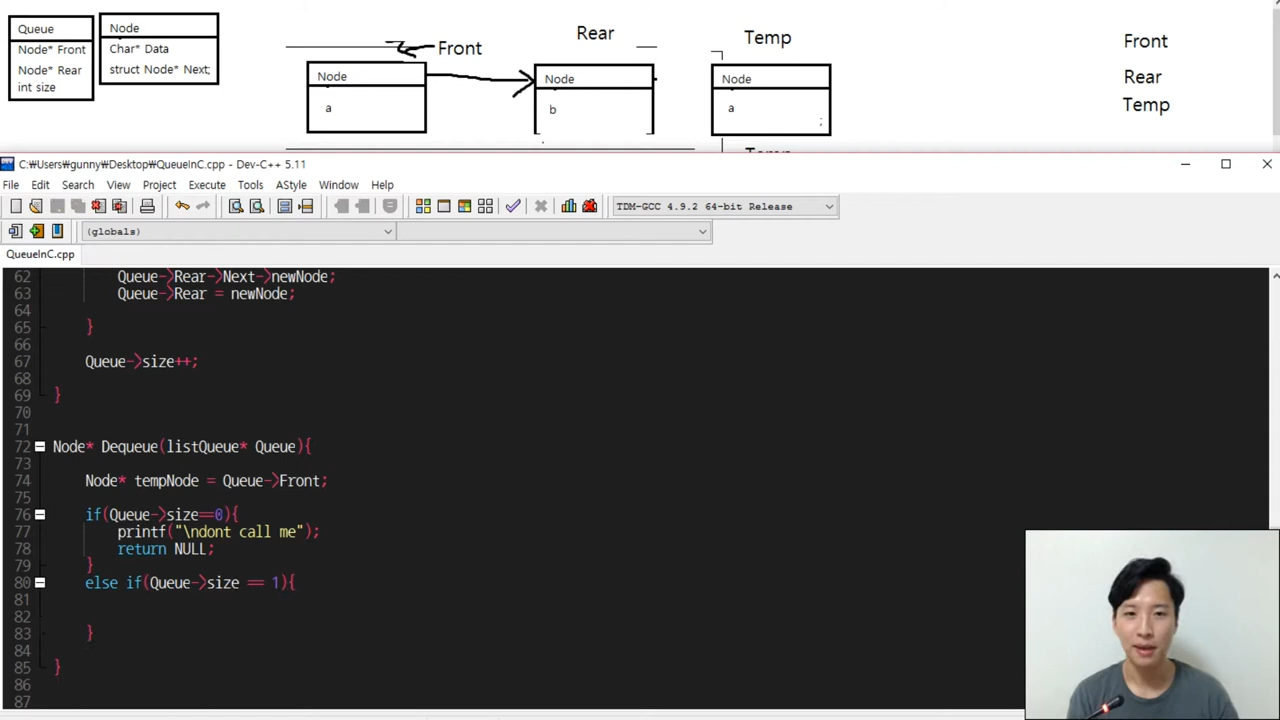 Queue
Node* Front
Node* Rear
int size
Node
Char* Data
struct Node* Next;
Front
Rear
Temp
Node
a
Node
b
Node
a
;
Front
Rear
Temp
C:₩Users₩gunny₩Desktop₩QueueInC.cpp - Dev-C++ 5.11
File Edit Search View Project Execute Tools AStyle Window Help
TDM-GCC 4.9.2 64-bit Release
(globals)
QueueInC.cpp
62 Queue->Rear->Next->newNode;
63 Queue->Rear = newNode;
64
65 }
66
67 Queue->size++;
68
69 }
70
71
72 Node* Dequeue(listQueue* Queue){
73
74 Node* tempNode = Queue->Front;
75
76 if(Queue->size==0){
77 printf("\ndont call me");
78 return NULL;
79 }
80 else if(Queue->size == 1){
81
82
83 }
84
85 }
86
87